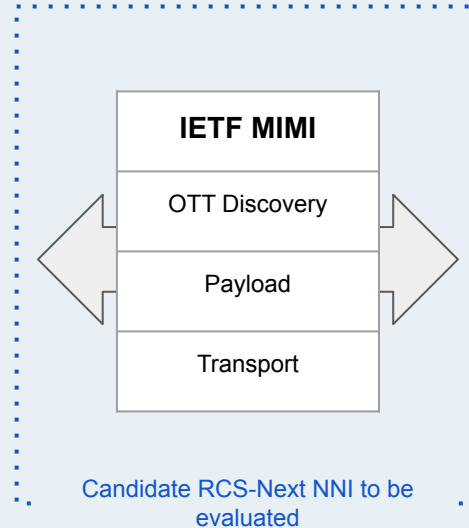 IETF MIMI
OTT Discovery
Payload
Transport
Candidate RCS-Next NNI to be
evaluated